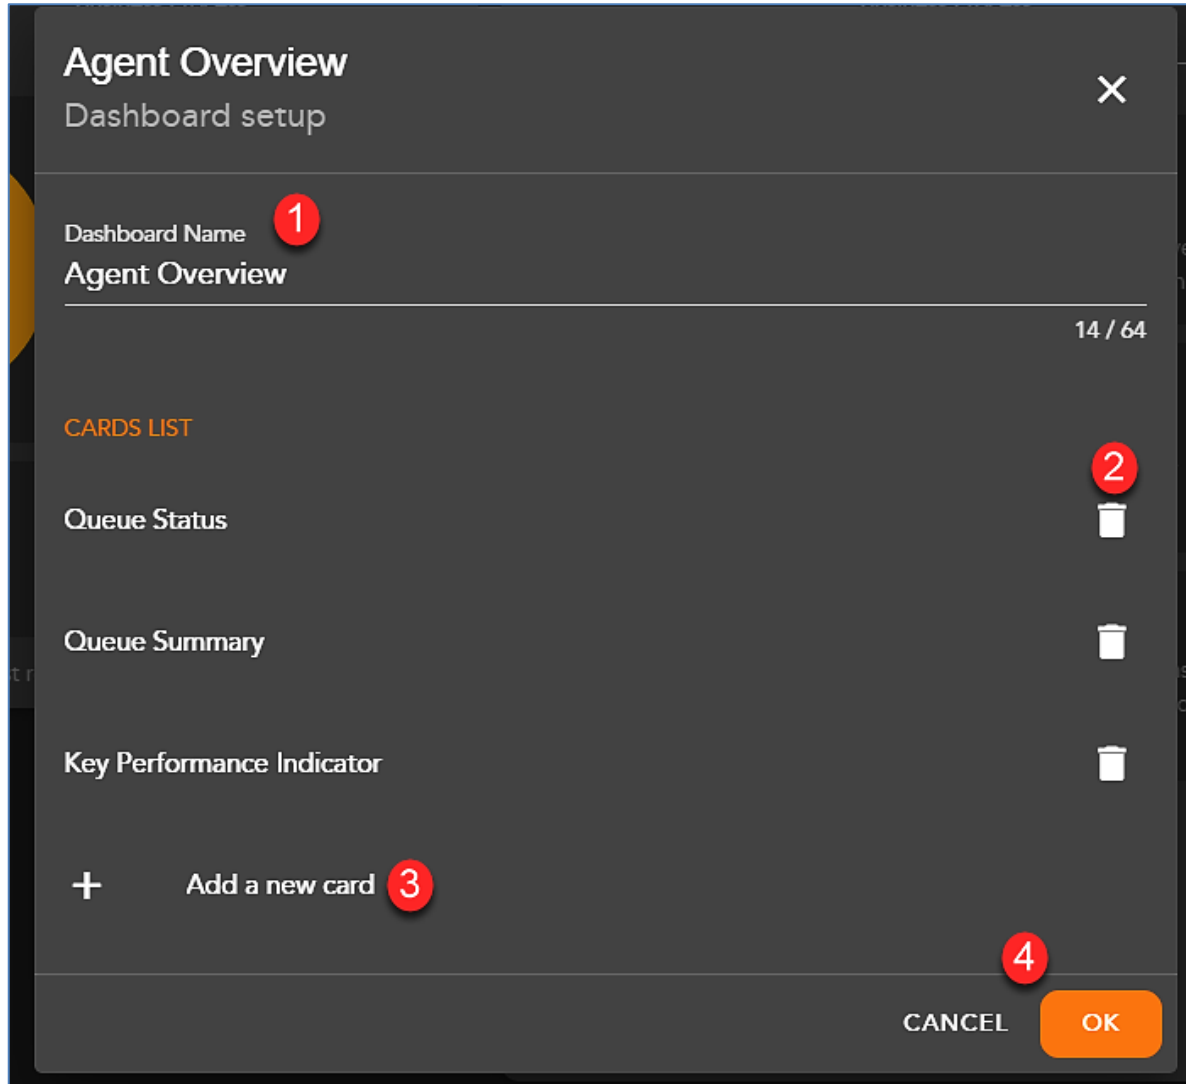 Agent Overview
Dashboard setup
1
Dashboard Name
Agent Overview
14 / 64
CARDS LIST
2
Queue Status
Queue Summary
Key Performance Indicator
+ Add a new card 3
4
CANCEL OK